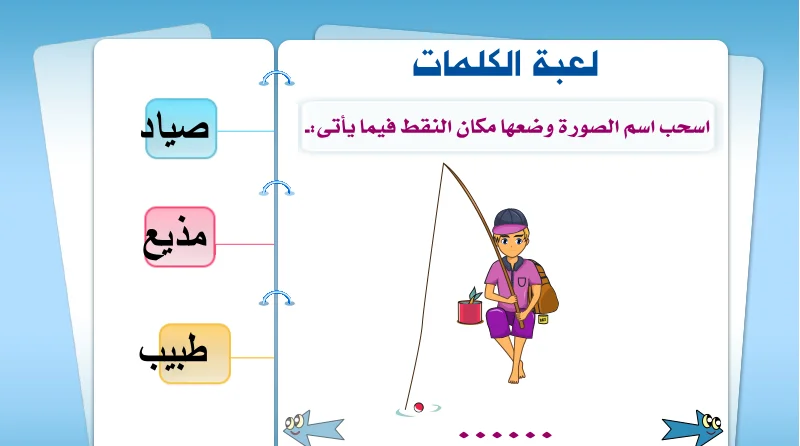 لعبة الكلمات
اسحب اسم الصورة وضعها مكان النقط فيما يأتى :ـ
صياد
مذيع
طبيب
......